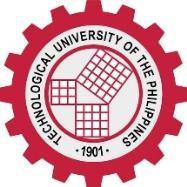 TECHNOLOGICAL UNIVERSITY OF THE PHILIPPINES
· 1901 ·